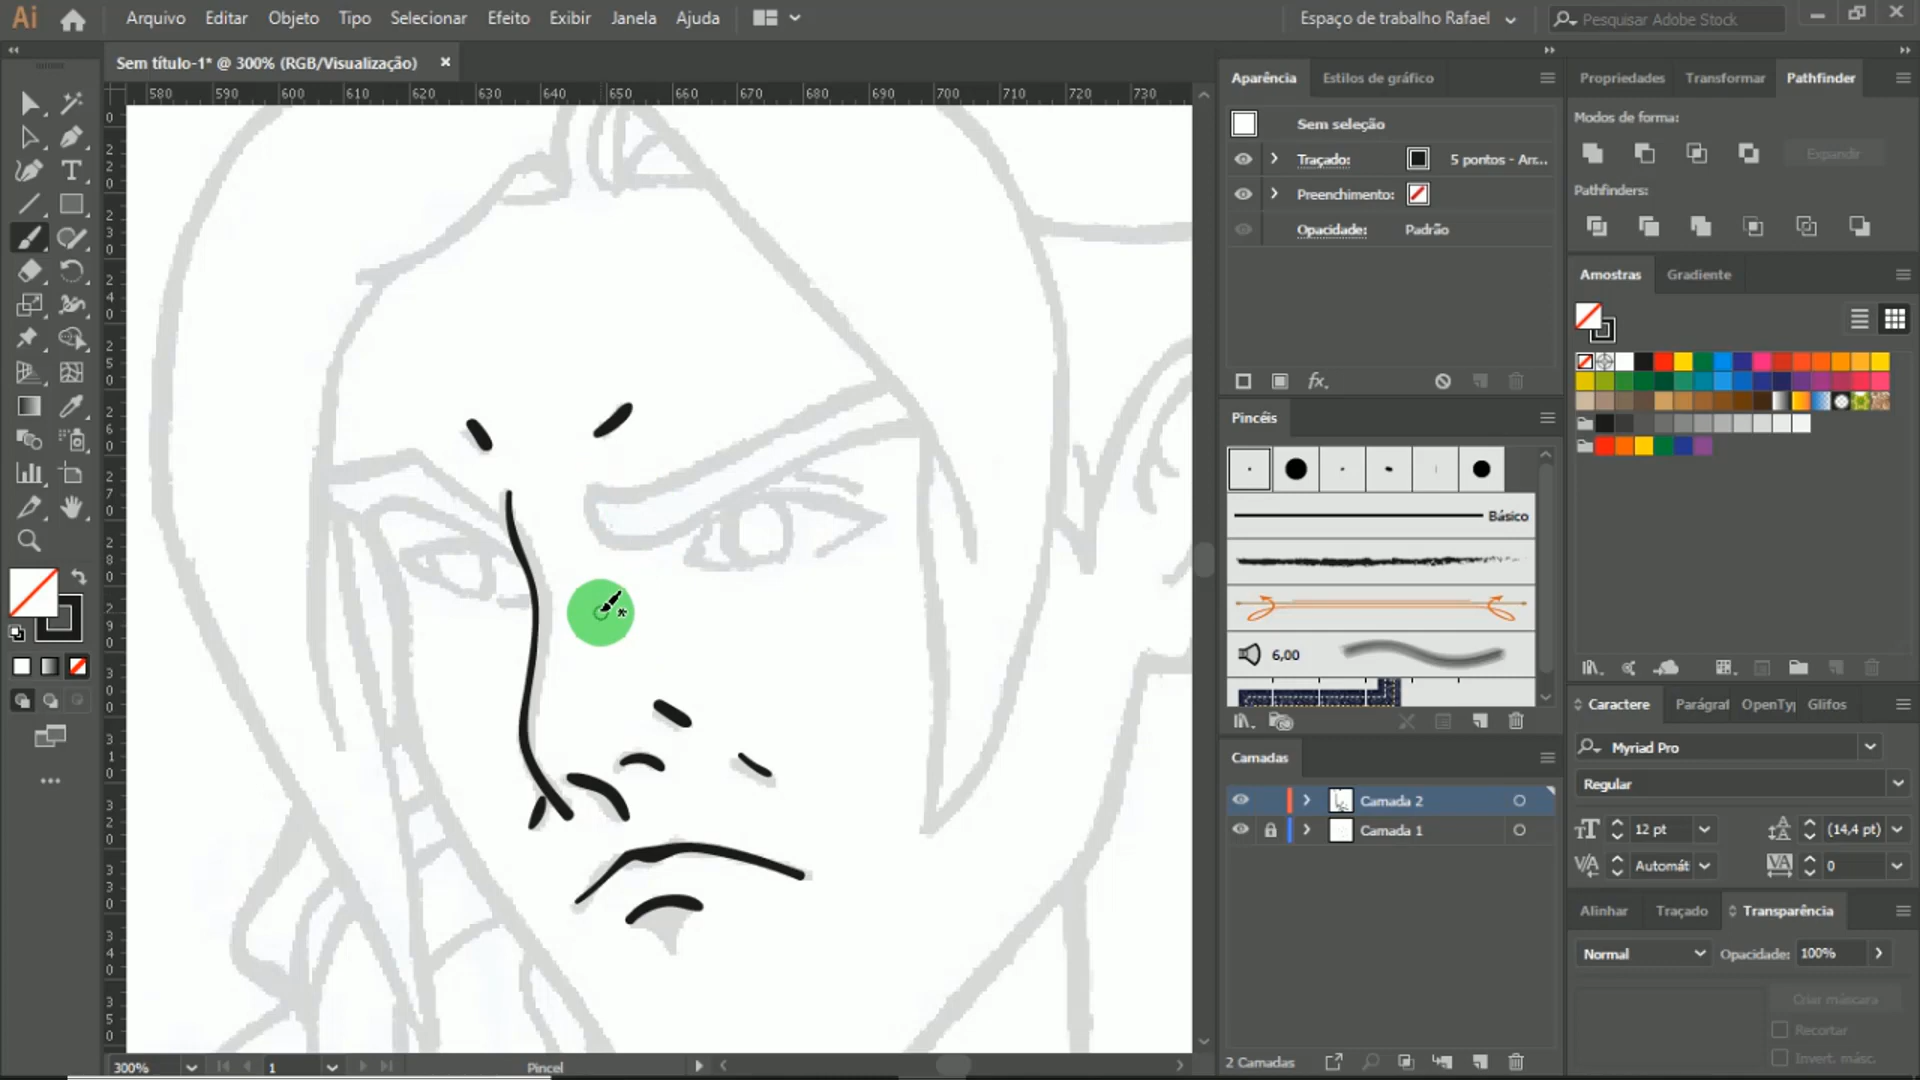 Ai Arquivo Editar Objeto Tipo Selecionar Efeito Exibir Janela Ajuda Espaço de trabalho Rafael Pesquisar Adobe Stock
Sem título-1* @ 300% (RGB/Visualização)
580 590 600 610 620 630 640 650 660 670 680 690 700 710 720 730
Aparência Estilos de gráfico
Sem seleção
Traçado: 5 pontos - Arr...
Preenchimento:
Opacidade: Padrão
fx.
Pincéis
Básico
6,00
Camadas
Camada 2
Camada 1
2 Camadas
Propriedades Transformar Pathfinder
Modos de forma:
Expandir
Pathfinders:
Amostras Gradiente
Caractere Parágraf OpenTyp Glifos
Myriad Pro
Regular
12 pt (14,4 pt)
Automát 0
Alinhar Traçado Transparência
Normal Opacidade: 100%
Criar máscara
Recortar
Invert. másc.
300% 1 Pincel